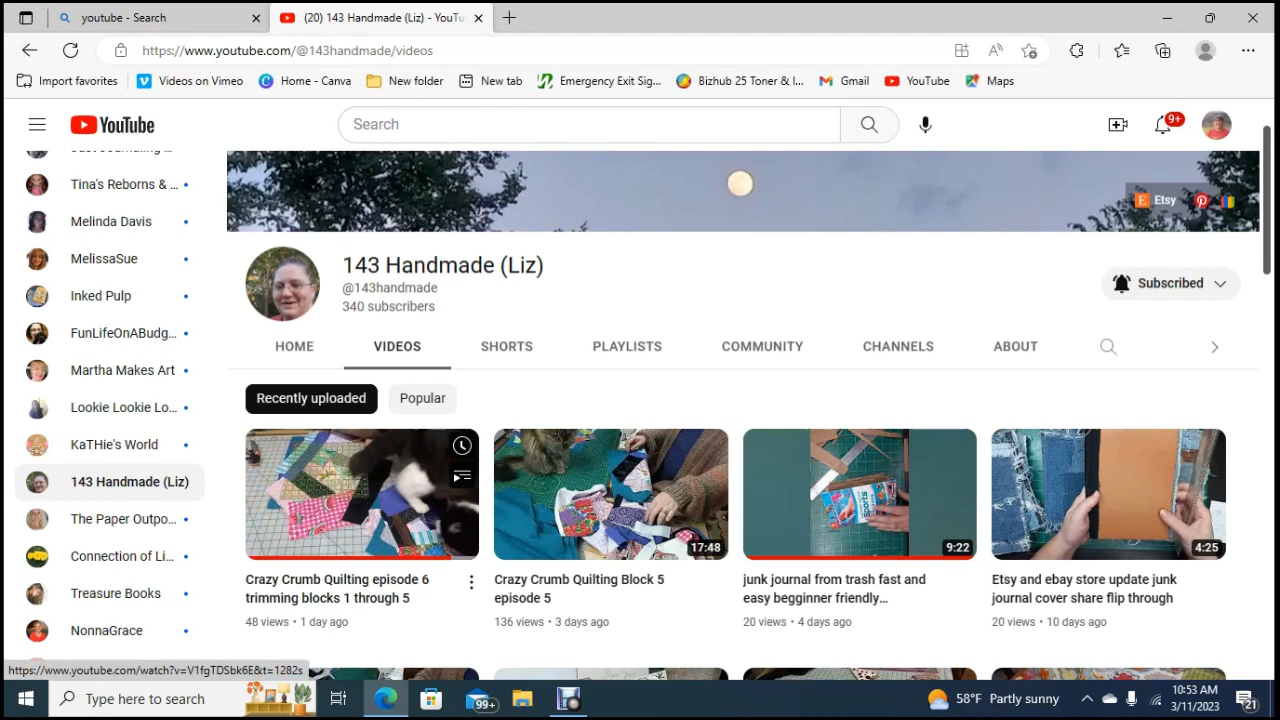 youtube - Search
(20) 143 Handmade (Liz) - YouTu
https://www.youtube.com/@143handmade/videos
Import favorites
Videos on Vimeo
Home - Canva
New folder
New tab
Emergency Exit Sig...
Bizhub 25 Toner & I...
Gmail
YouTube
Maps
YouTube
Search
9+
Tina's Reborns & ...
Melinda Davis
MelissaSue
Inked Pulp
FunLifeOnABudg...
Martha Makes Art
Lookie Lookie Lo...
KaTHie's World
143 Handmade (Liz)
The Paper Outpo...
Connection of Li...
Treasure Books
NonnaGrace
Etsy
143 Handmade (Liz)
@143handmade
340 subscribers
Subscribed
HOME
VIDEOS
SHORTS
PLAYLISTS
COMMUNITY
CHANNELS
ABOUT
Recently uploaded
Popular
Crazy Crumb Quilting episode 6
trimming blocks 1 through 5
48 views • 1 day ago
17:48
Crazy Crumb Quilting Block 5
episode 5
136 views • 3 days ago
9:22
junk journal from trash fast and
easy begginner friendly...
20 views • 4 days ago
4:25
Etsy and ebay store update junk
journal cover share flip through
20 views • 10 days ago
https://www.youtube.com/watch?v=V1fgTDSbk6E&t=1282s
Type here to search
99+
58°F Partly sunny
10:53 AM
3/11/2023
21